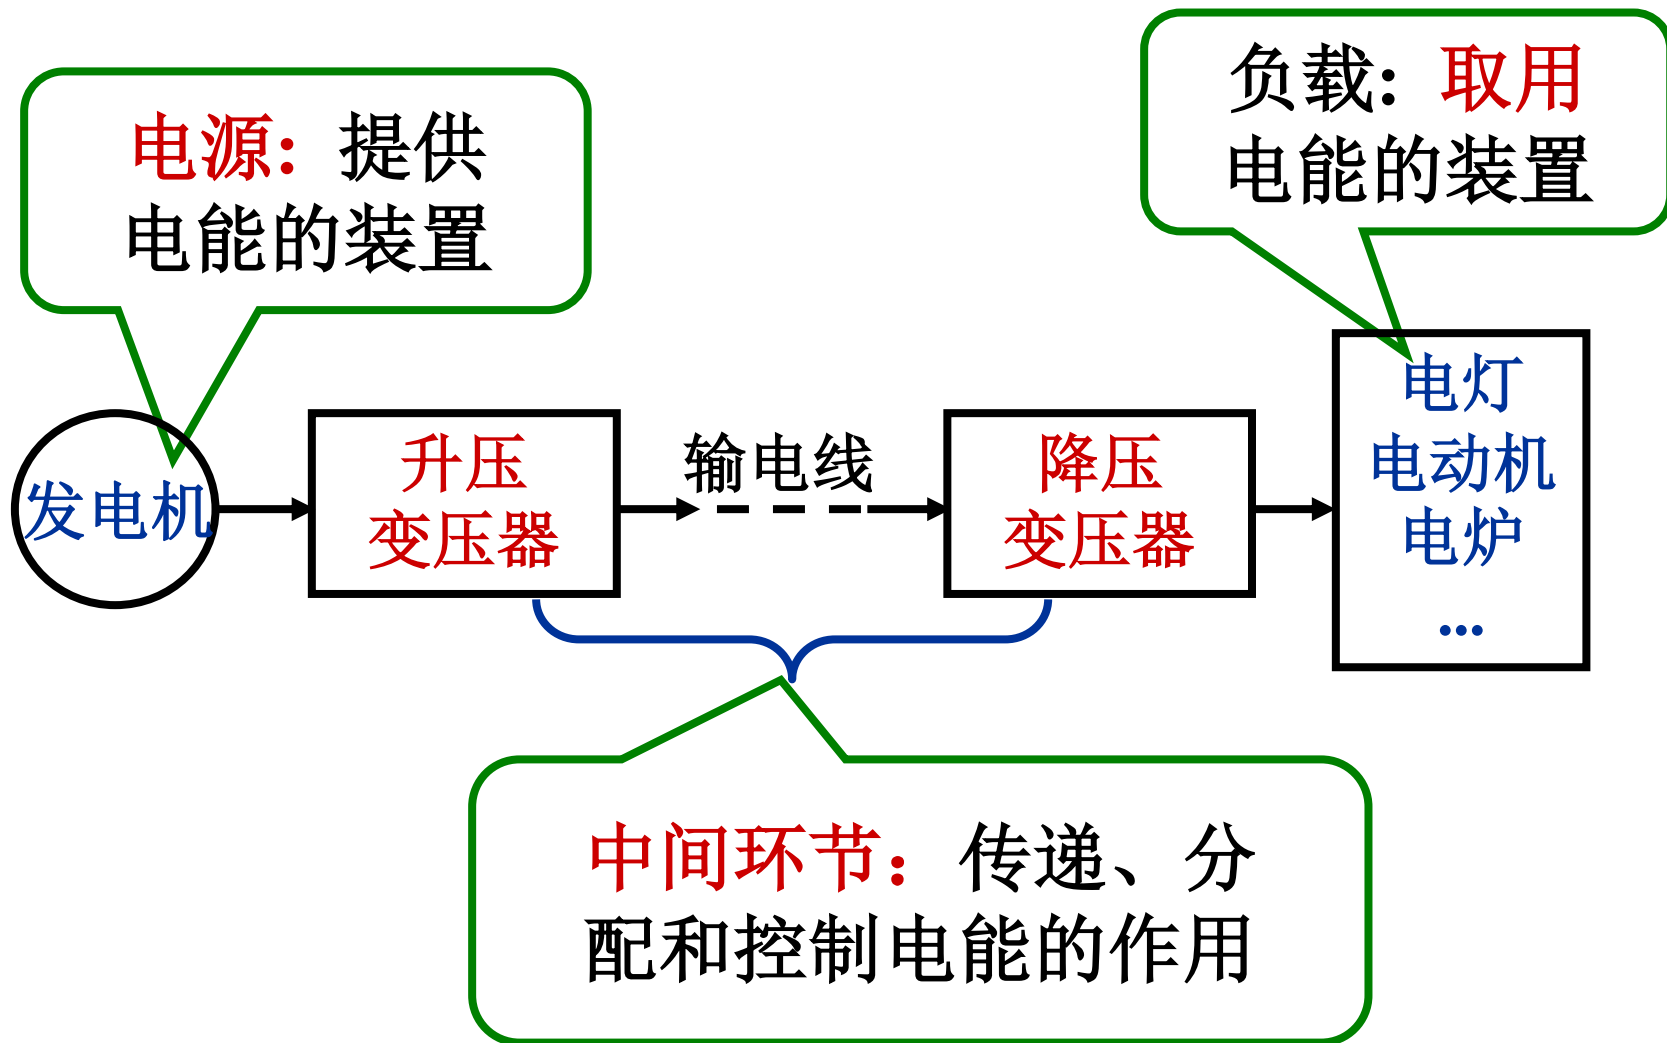 电源: 提供
电能的装置
负载: 取用
电能的装置
发电机
升压
变压器
输电线
降压
变压器
电灯
电动机
电炉
...
中间环节: 传递、分
配和控制电能的作用